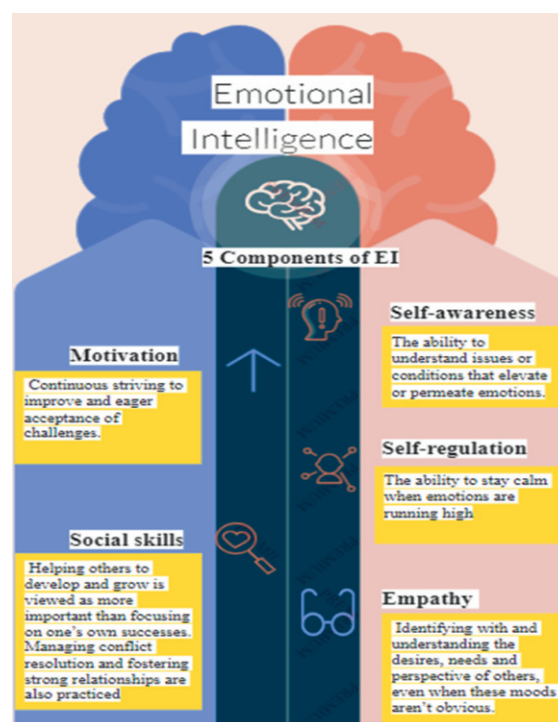 Emotional
Intelligence
5 Components of EI
Motivation
Continuous striving to
improve and eager
acceptance of
challenges.
Social skills
Helping others to
develop and grow is
viewed as more
important than focusing
on one's own successes.
Managing conflict
resolution and fostering
strong relationships are
also practiced
Self-awareness
The ability to
understand issues or
conditions that elevate
or permeate emotions.
Self-regulation
The ability to stay calm
when emotions are
running high
Empathy
Identifying with and
understanding the
desires, needs and
perspective of others,
even when these moods
aren't obvious.